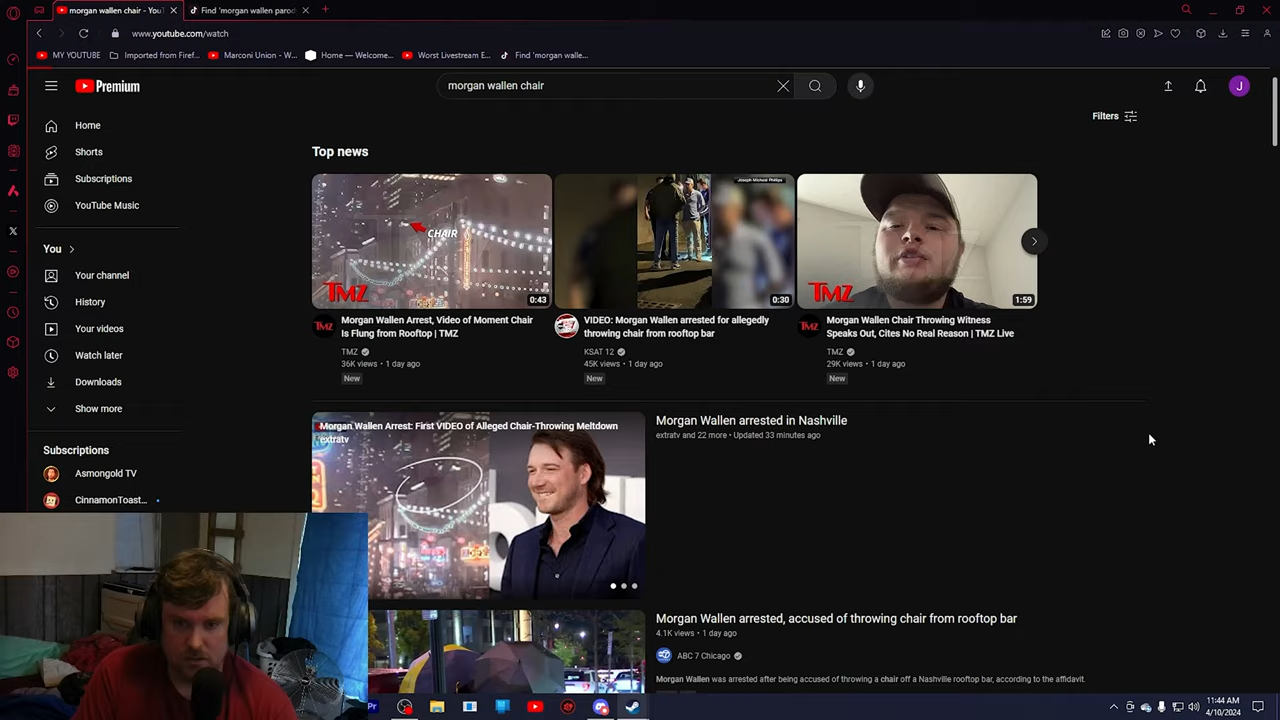 morgan wallen chair - YouT
Find 'morgan wallen parod
www.youtube.com/watch
MY YOUTUBE
Imported from Firef...
Marconi Union - W...
Home — Welcome...
Worst Livestream E...
Find 'morgan walle...
Premium
morgan wallen chair
J
Filters
Home
Shorts
Subscriptions
YouTube Music
You
Your channel
History
Your videos
Watch later
Downloads
Show more
Subscriptions
Asmongold TV
CinnamonToast...
Top news
CHAIR
TMZ
0:43
Joseph Micheal Phillips
0:30
TMZ
1:59
Morgan Wallen Arrest, Video of Moment Chair
Is Flung from Rooftop | TMZ
TMZ
36K views • 1 day ago
New
VIDEO: Morgan Wallen arrested for allegedly
throwing chair from rooftop bar
KSAT 12
45K views • 1 day ago
New
Morgan Wallen Chair Throwing Witness
Speaks Out, Cites No Real Reason | TMZ Live
TMZ
29K views • 1 day ago
New
Morgan Wallen Arrest: First VIDEO of Alleged Chair-Throwing Meltdown
extratv
Morgan Wallen arrested in Nashville
extratv and 22 more • Updated 33 minutes ago
Morgan Wallen arrested, accused of throwing chair from rooftop bar
4.1K views • 1 day ago
ABC 7 Chicago
Morgan Wallen was arrested after being accused of throwing a chair off a Nashville rooftop bar, according to the affidavit.
Pr
11:44 AM
4/10/2024